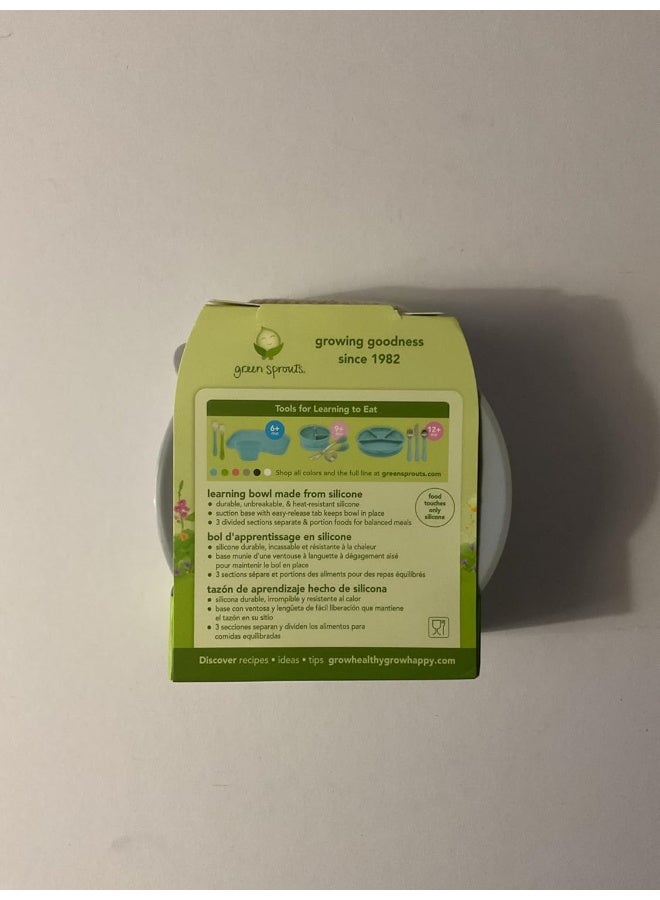 green sprouts.
growing goodness
since 1982
Tools for Learning to Eat
6+
9+
12+
Shop all colors and the full line at greensprouts.com
learning bowl made from silicone
• durable, unbreakable, & heat-resistant silicone
• suction base with easy-release tab keeps bowl in place
• 3 divided sections separate & portion foods for balanced meals
food
touches
only
silicone
bol d'apprentissage en silicone
• silicone durable, incassable et résistante à la chaleur
• base munie d'une ventouse à languette à dégagement aisé
pour maintenir le bol en place
• 3 sections sépare et portions des aliments pour des repas équilibrés
tazón de aprendizaje hecho de silicona
• silicona durable, irrompible y resistente al calor
• base con ventosa y lengüeta de fácil liberación que mantiene
el tazón en su sitio
• 3 secciones separan y dividen los alimentos para
comidas equilibradas
Discover recipes • ideas • tips growhealthygrowhappy.com